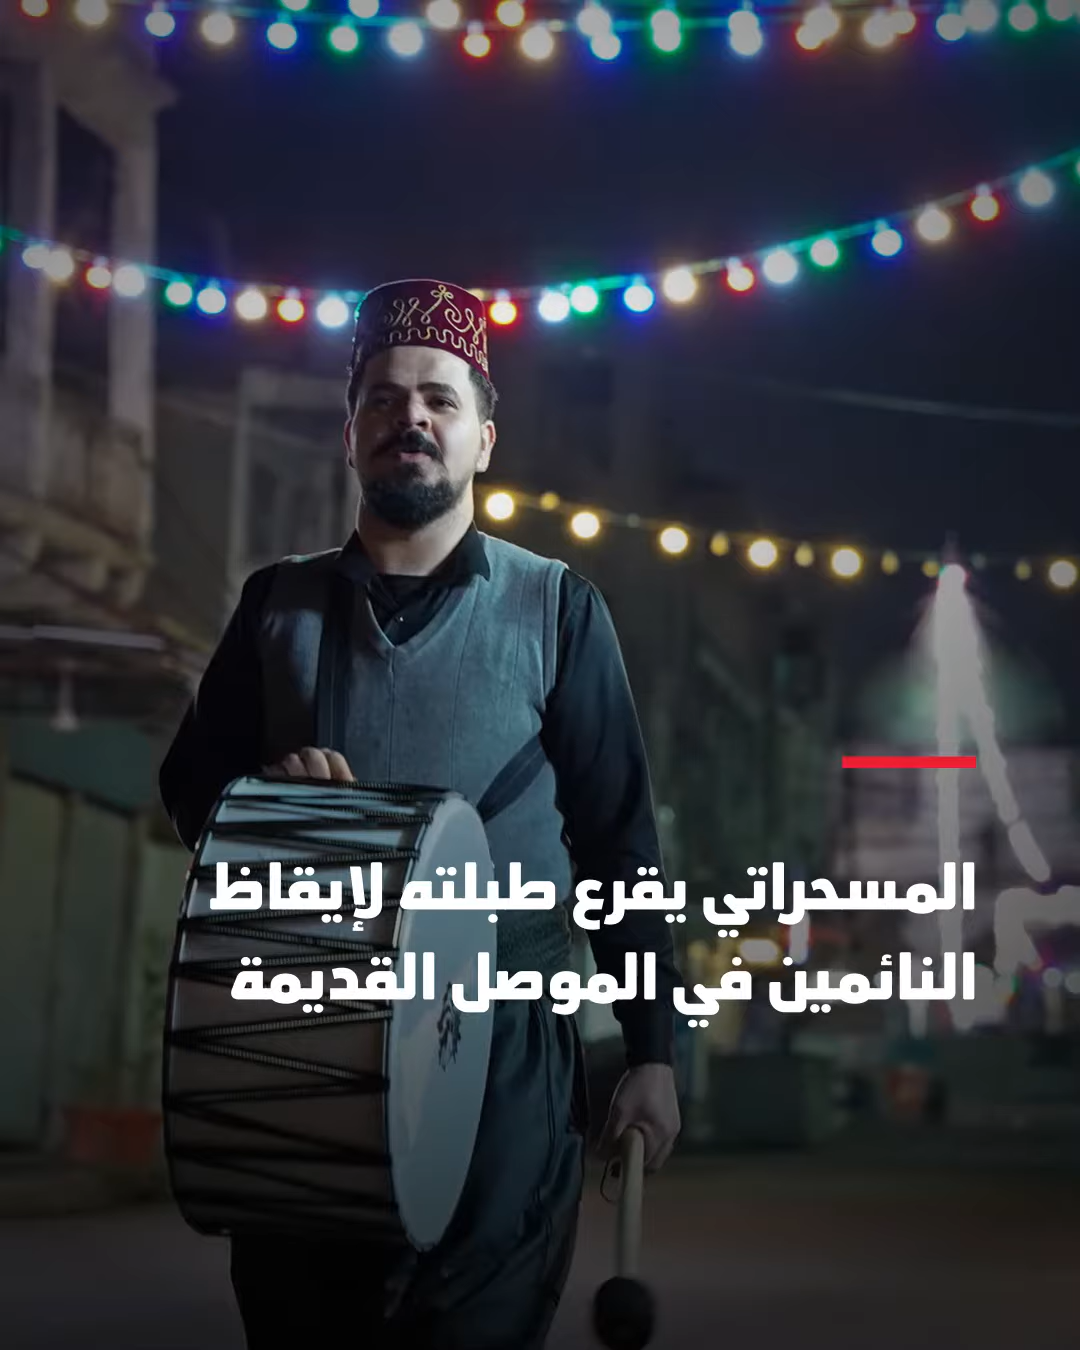 المسحراتي يقرع طبلته لإيقاظ
النائمين في الموصل القديمة